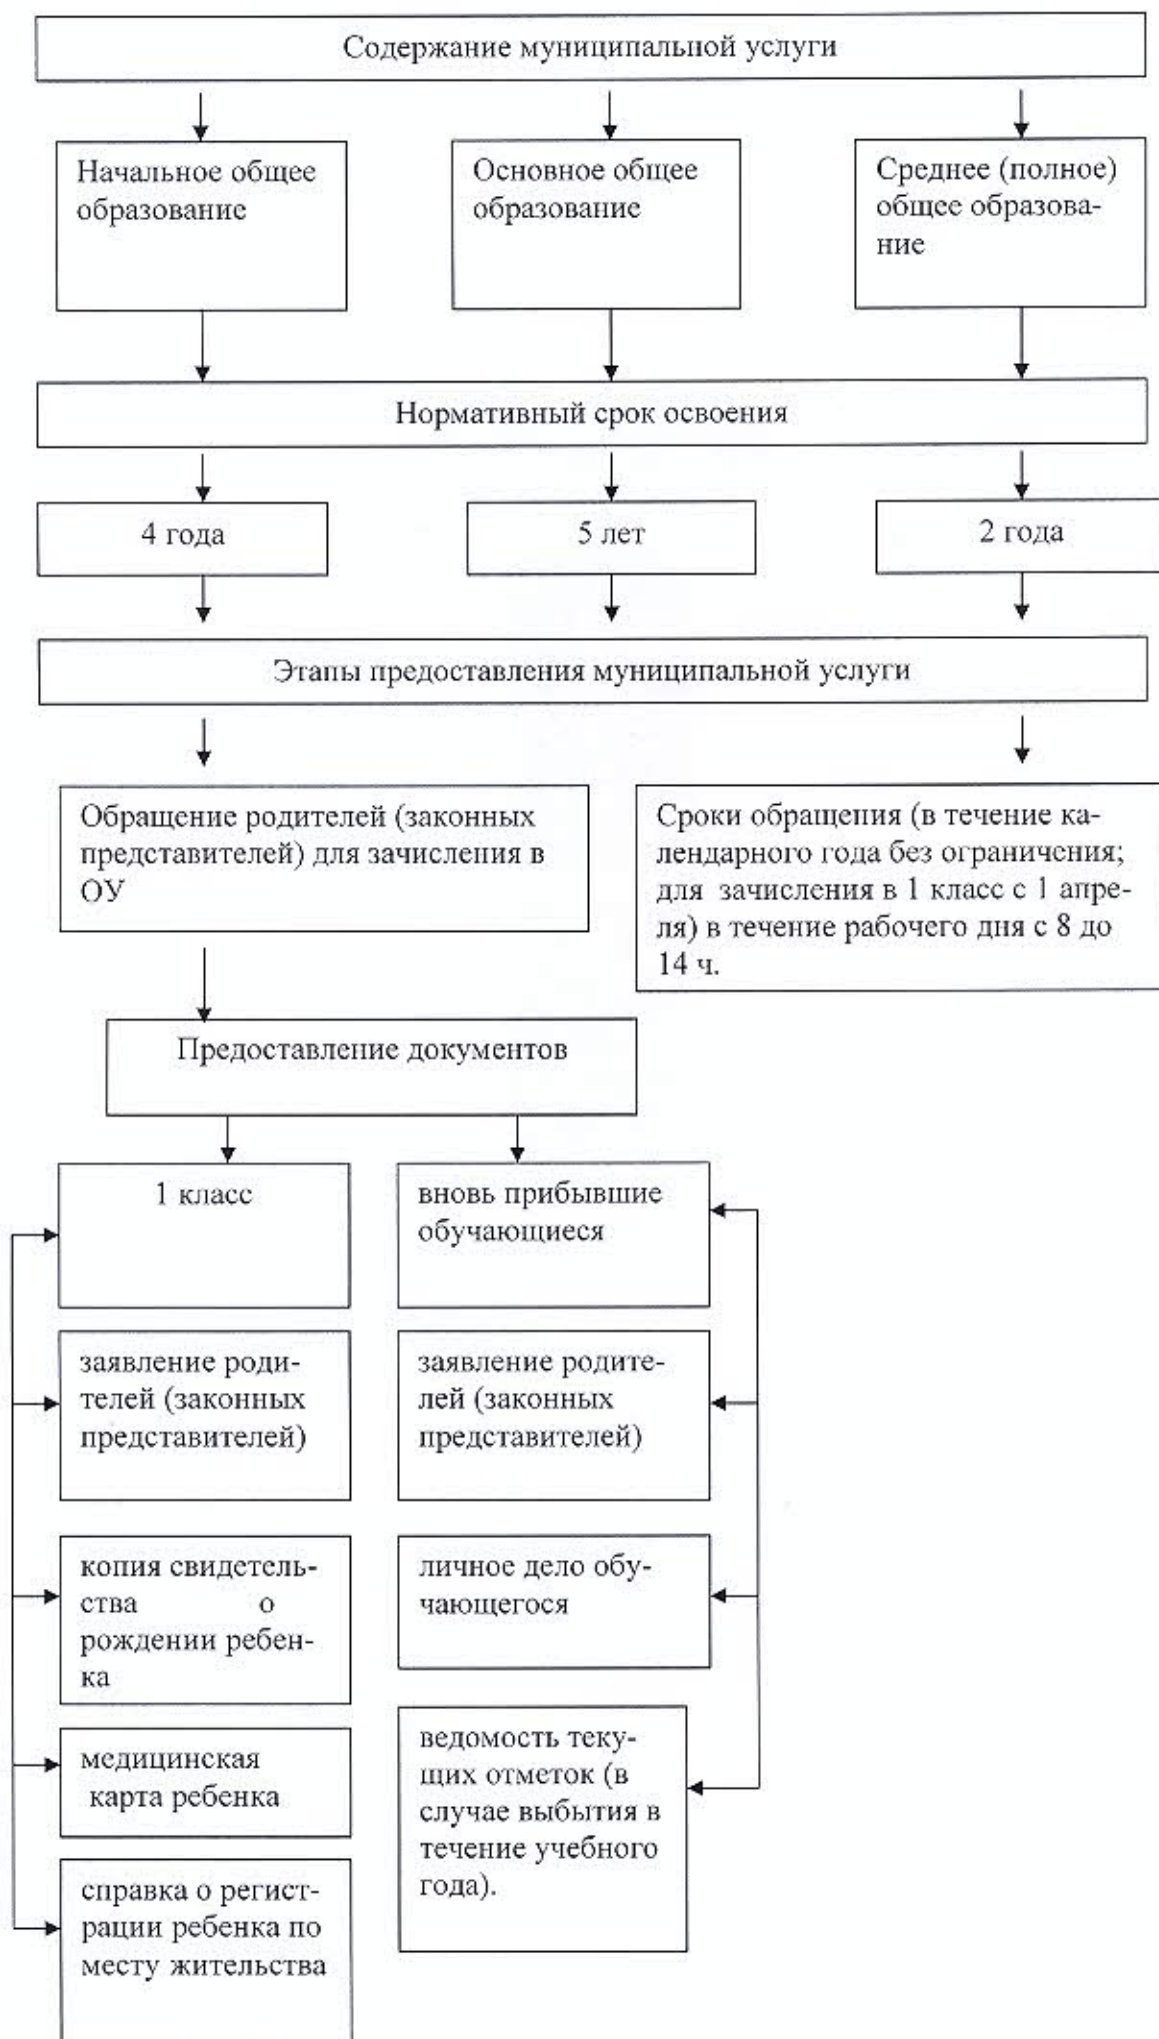 Содержание муниципальной услуги
Начальное общее
образование
Основное общее
образование
Среднее (полное)
общее образова-
ние
Нормативный срок освоения
4 года
5 лет
2 года
Этапы предоставления муниципальной услуги
Обращение родителей (законных
представителей) для зачисления в
ОУ
Сроки обращения (в течение ка-
лендарного года без ограничения;
для зачисления в 1 класс с 1 апре-
ля) в течение рабочего дня с 8 до
14 ч.
Предоставление документов
1 класс
вновь прибывшие
обучающиеся
заявление роди-
телей (законных
представителей)
заявление родите-
лей (законных
представителей)
копия свидетель-
ства о
рождении ребен-
ка
личное дело обу-
чающегося
медицинская
карта ребенка
ведомость теку-
щих отметок (в
случае выбытия в
течение учебного
года).
справка о регист-
рации ребенка по
месту жительства